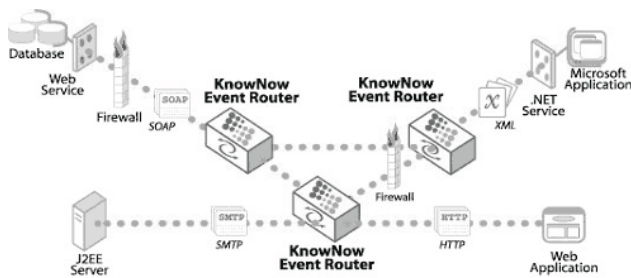 Database
Web
Service
Firewall
SOAP
SOAP
KnowNow
Event Router
KnowNow
Event Router
X
XML
.NET
Service
Microsoft
Application
Firewall
J2EE
Server
SMTP
SMTP
KnowNow
Event Router
HTTP
HTTP
Web
Application